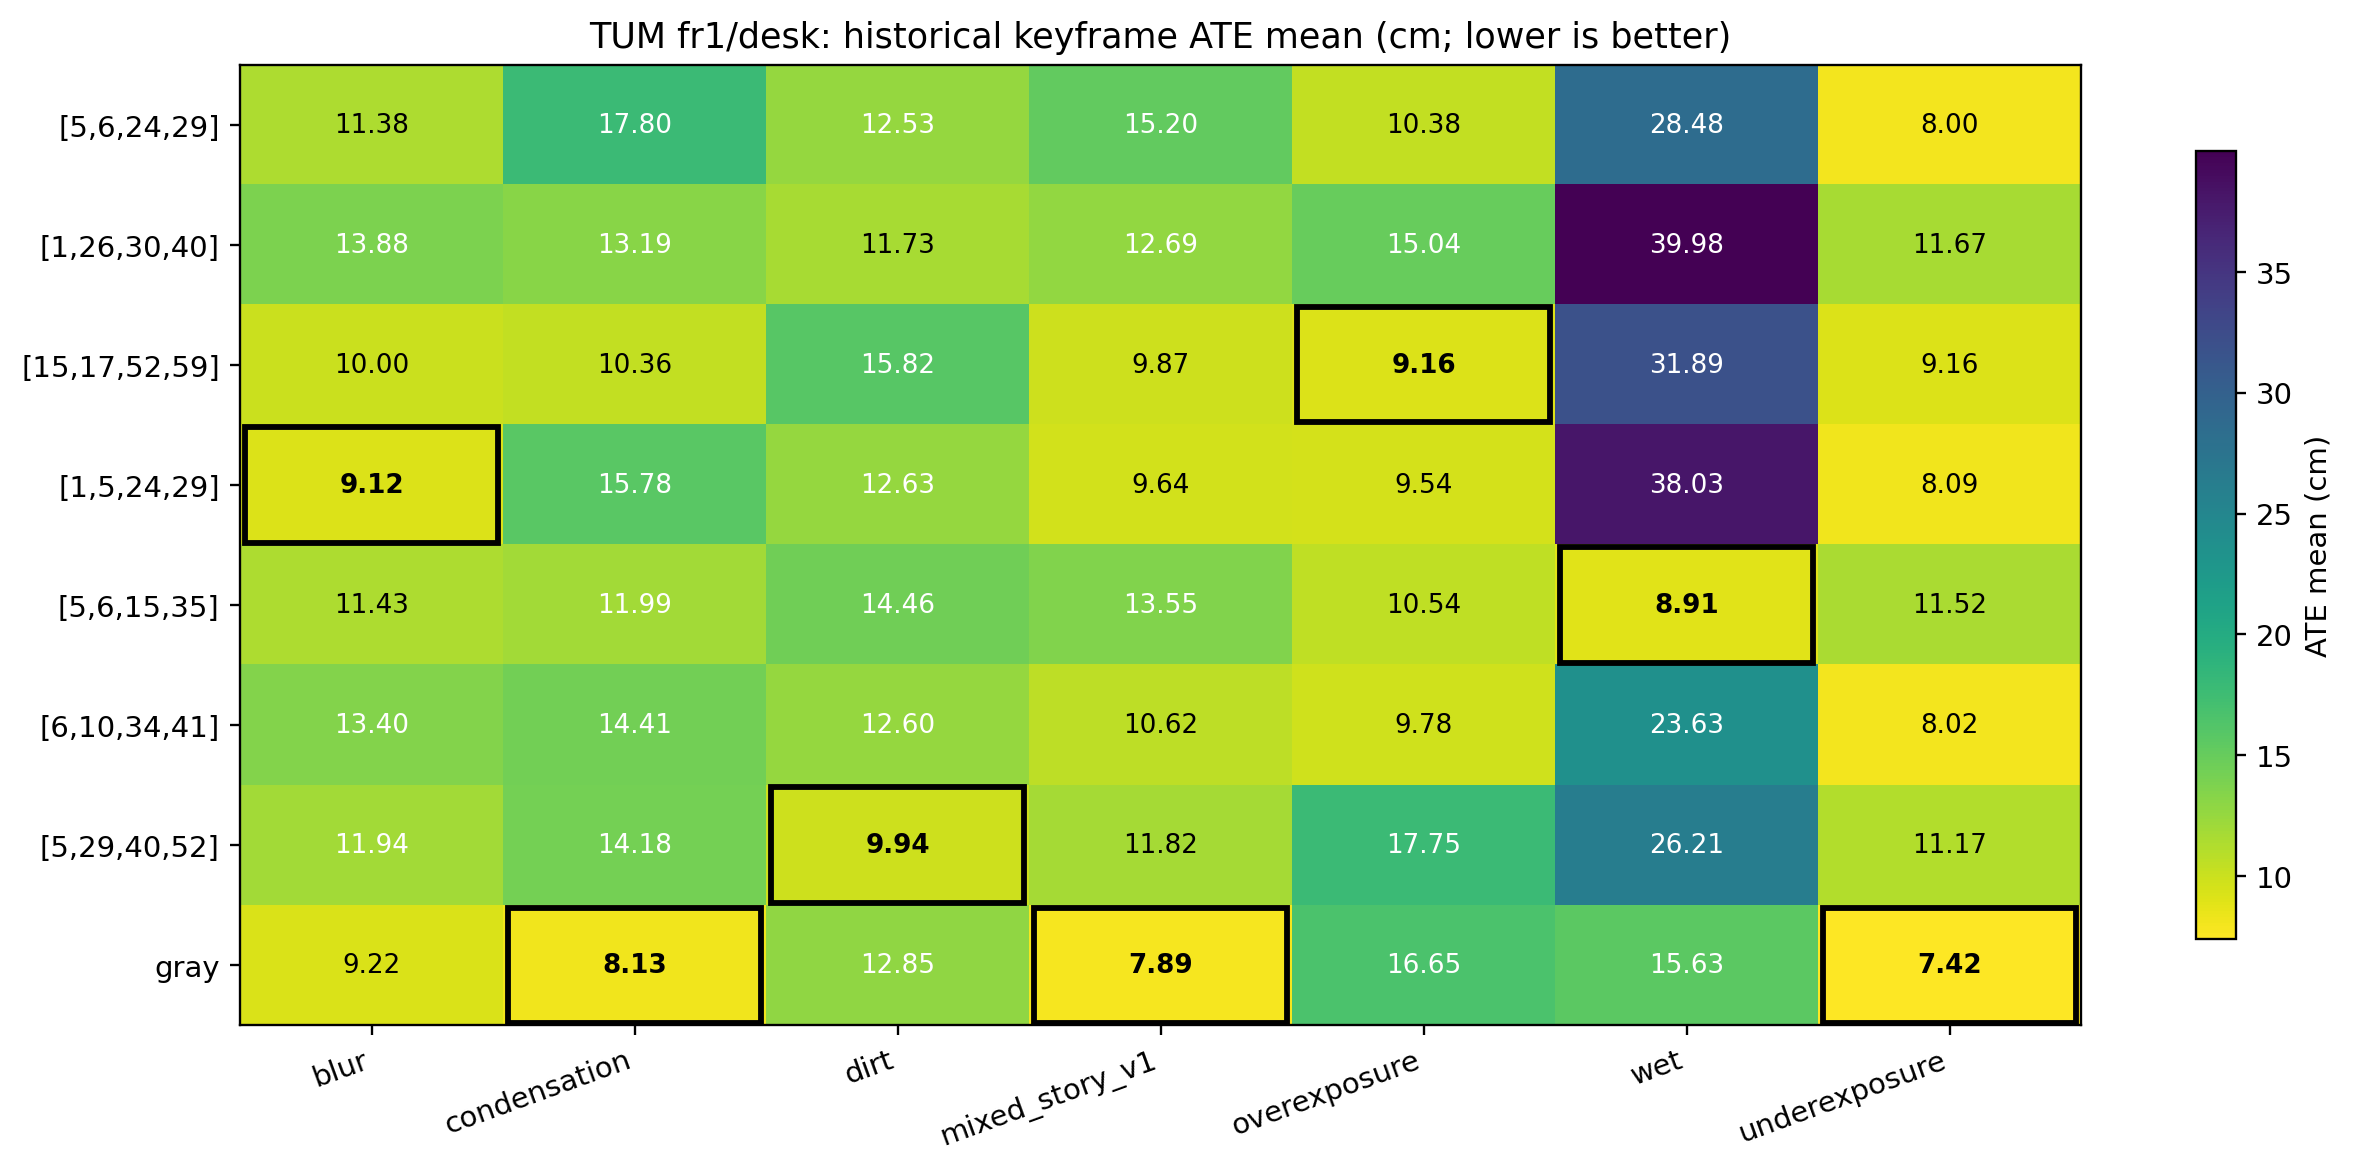 TUM fr1/desk: historical keyframe ATE mean (cm; lower is better)
[5,6,24,29] 11.38 17.80 12.53 15.20 10.38 28.48 8.00
[1,26,30,40] 13.88 13.19 11.73 12.69 15.04 39.98 11.67
[15,17,52,59] 10.00 10.36 15.82 9.87 9.16 31.89 9.16
[1,5,24,29] 9.12 15.78 12.63 9.64 9.54 38.03 8.09
[5,6,15,35] 11.43 11.99 14.46 13.55 10.54 8.91 11.52
[6,10,34,41] 13.40 14.41 12.60 10.62 9.78 23.63 8.02
[5,29,40,52] 11.94 14.18 9.94 11.82 17.75 26.21 11.17
gray 9.22 8.13 12.85 7.89 16.65 15.63 7.42
blur condensation dirt mixed_story_v1 overexposure wet underexposure
35
30
25
20
15
10
ATE mean (cm)